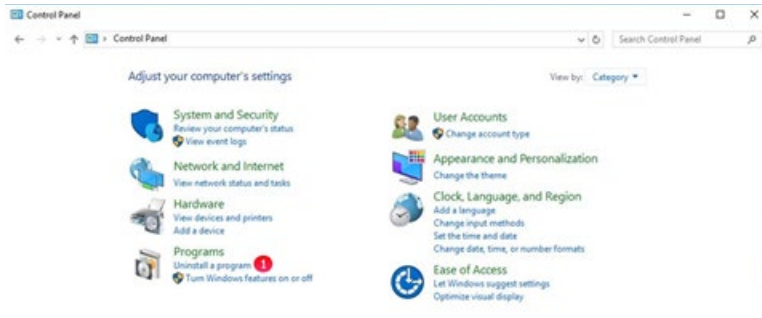 Control Panel
Control Panel
Search Control Panel
Adjust your computer's settings
View by: Category
System and Security
Review your computer's status
View event logs
Network and Internet
View network status and tasks
Hardware
View devices and printers
Add a device
Programs
Uninstall a program 1
Turn Windows features on or off
User Accounts
Change account type
Appearance and Personalization
Change the theme
Clock, Language, and Region
Add a language
Change input methods
Set the time and date
Change date, time, or number formats
Ease of Access
Let Windows suggest settings
Optimize visual display